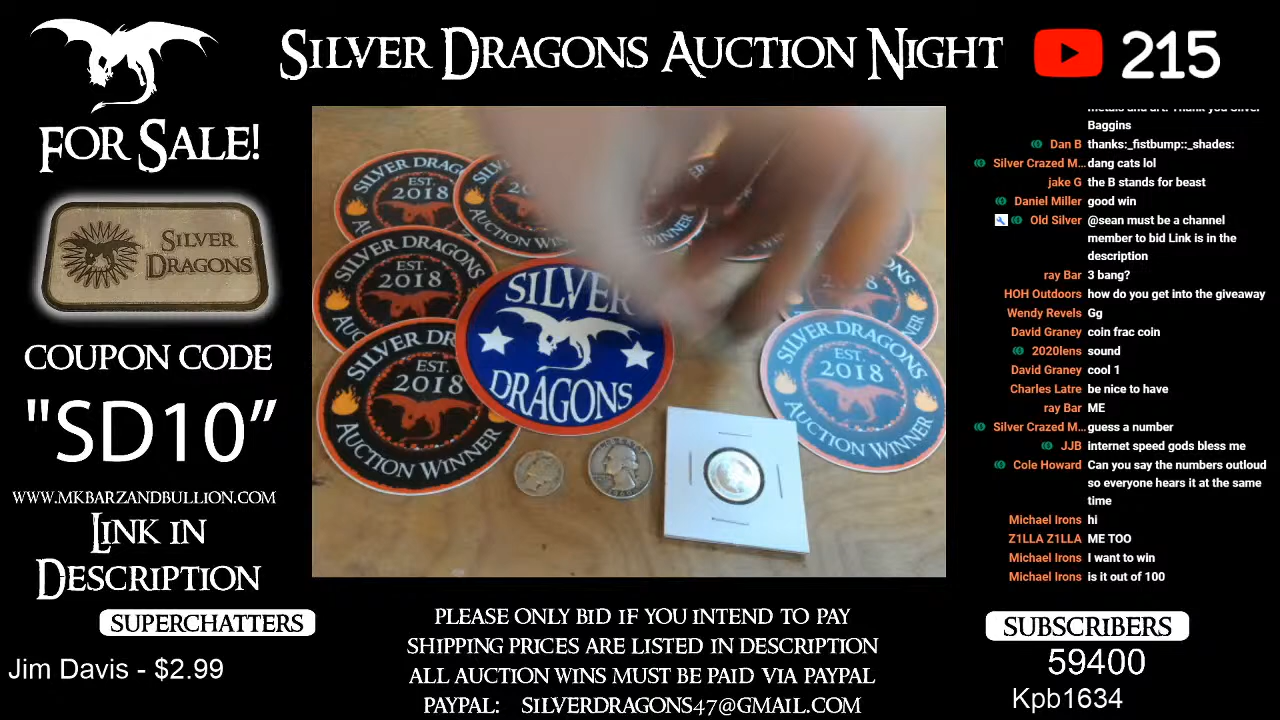 SILVER DRAGONS AUCTION NIGHT
215
FOR SALE!
SILVER
DRAGONS
COUPON CODE
"SD10"
WWW.MKBARZANDBULLION.COM
LINK IN
DESCRIPTION
SUPERCHATTERS
Jim Davis - $2.99
SILVER DRAGONS
EST.
2018
AUCTION WINNER
SILVER
DRAGONS
SILVER DRAGONS
EST.
2018
AUCTION WINNER
PLEASE ONLY BID IF YOU INTEND TO PAY
SHIPPING PRICES ARE LISTED IN DESCRIPTION
ALL AUCTION WINS MUST BE PAID VIA PAYPAL
PAYPAL: SILVERDRAGONS47@GMAIL.COM
Baggins
Dan B thanks:_fistbump::_shades:
Silver Crazed M... dang cats lol
jake G the B stands for beast
Daniel Miller good win
Old Silver @sean must be a channel
member to bid Link is in the
description
ray Bar 3 bang?
HOH Outdoors how do you get into the giveaway
Wendy Revels Gg
David Graney coin frac coin
2020lens sound
David Graney cool 1
Charles Latre be nice to have
ray Bar ME
Silver Crazed M... guess a number
JJB internet speed gods bless me
Cole Howard Can you say the numbers outloud
so everyone hears it at the same
time
Michael Irons hi
Z1LLA Z1LLA ME TOO
Michael Irons I want to win
Michael Irons is it out of 100
SUBSCRIBERS
59400
Kpb1634